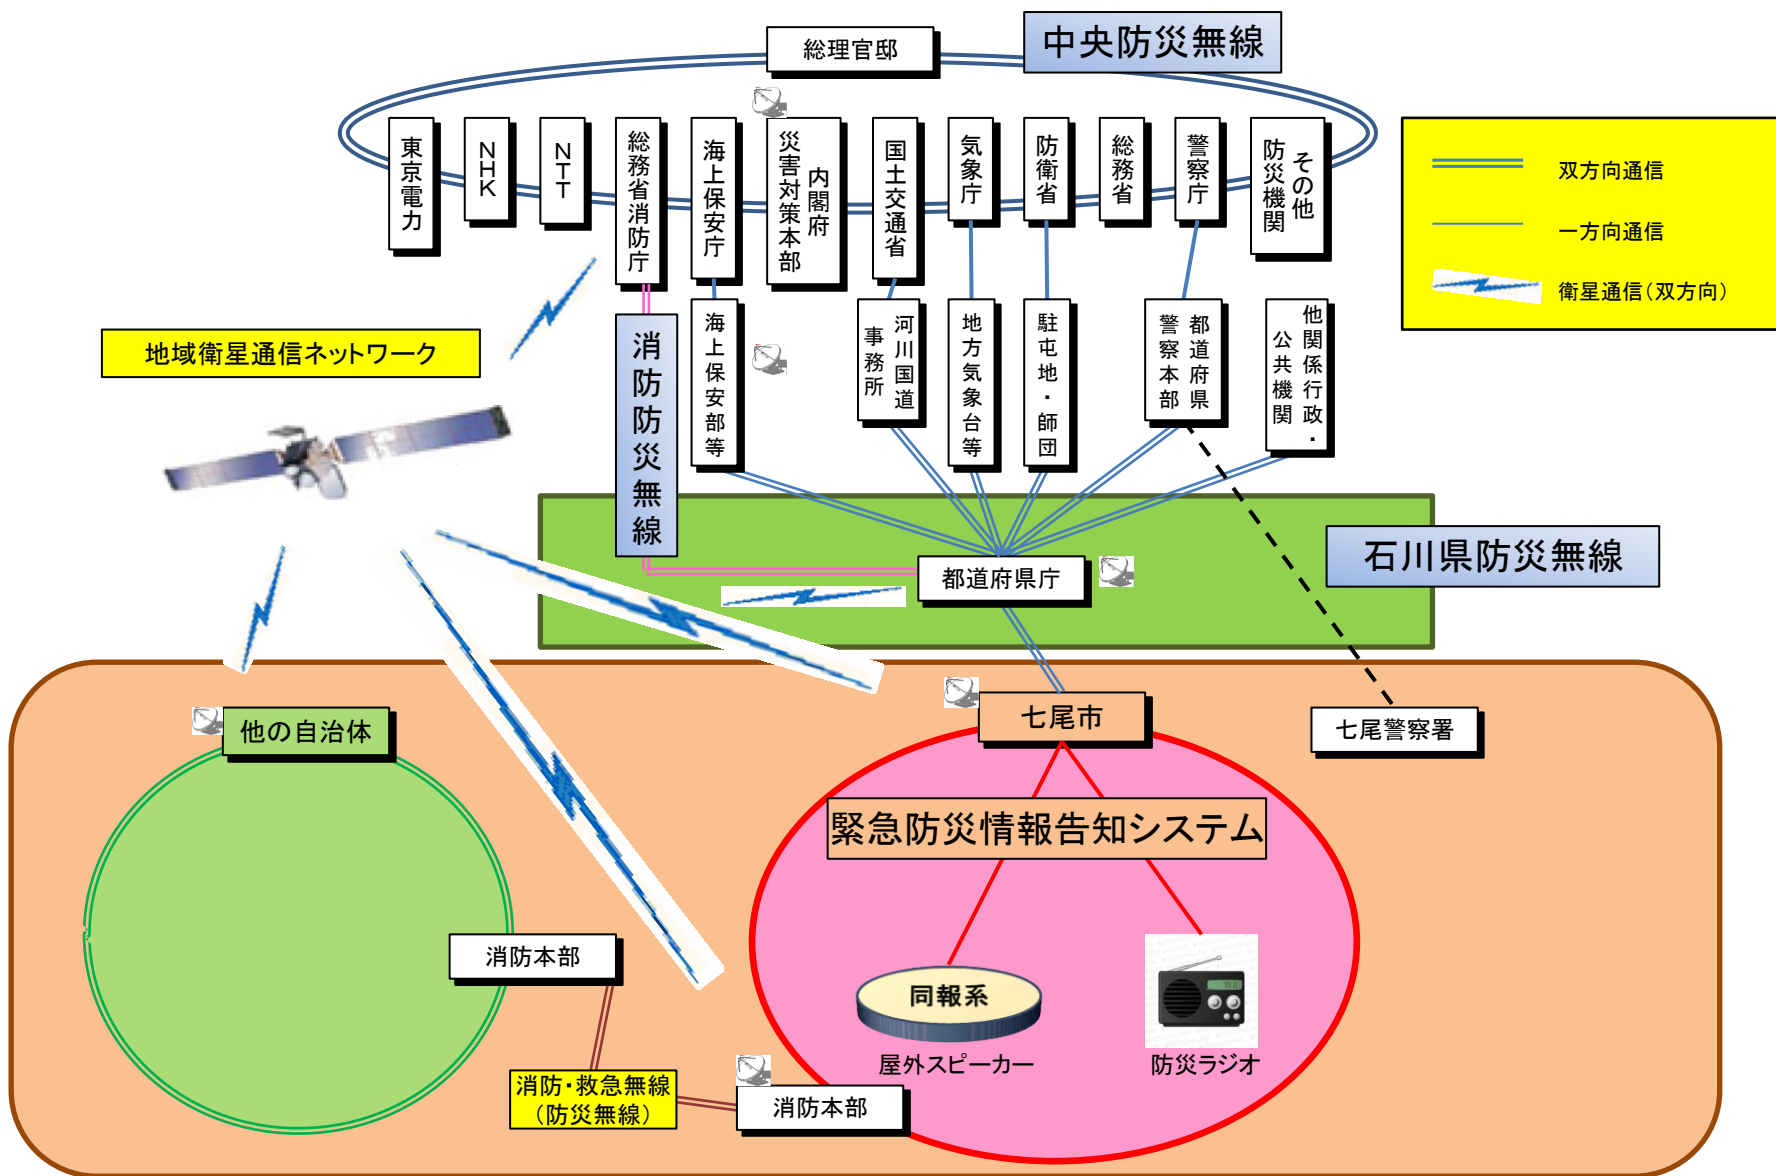 総理官邸
中央防災無線
東京電力
NHK
NTT
総務省消防庁
海上保安庁
内閣府
災害対策本部
国土交通省
気象庁
防衛省
総務省
警察庁
その他
防災機関
双方向通信
一方向通信
衛星通信(双方向)
地域衛星通信ネットワーク
消防防災無線
海上保安部等
河川国道
事務所
地方気象台等
駐屯地・師団
都道府県
警察本部
他関係行政・
公共機関
石川県防災無線
都道府県庁
他の自治体
七尾市
七尾警察署
緊急防災情報告知システム
消防本部
同報系
屋外スピーカー
防災ラジオ
消防・救急無線
(防災無線)
消防本部